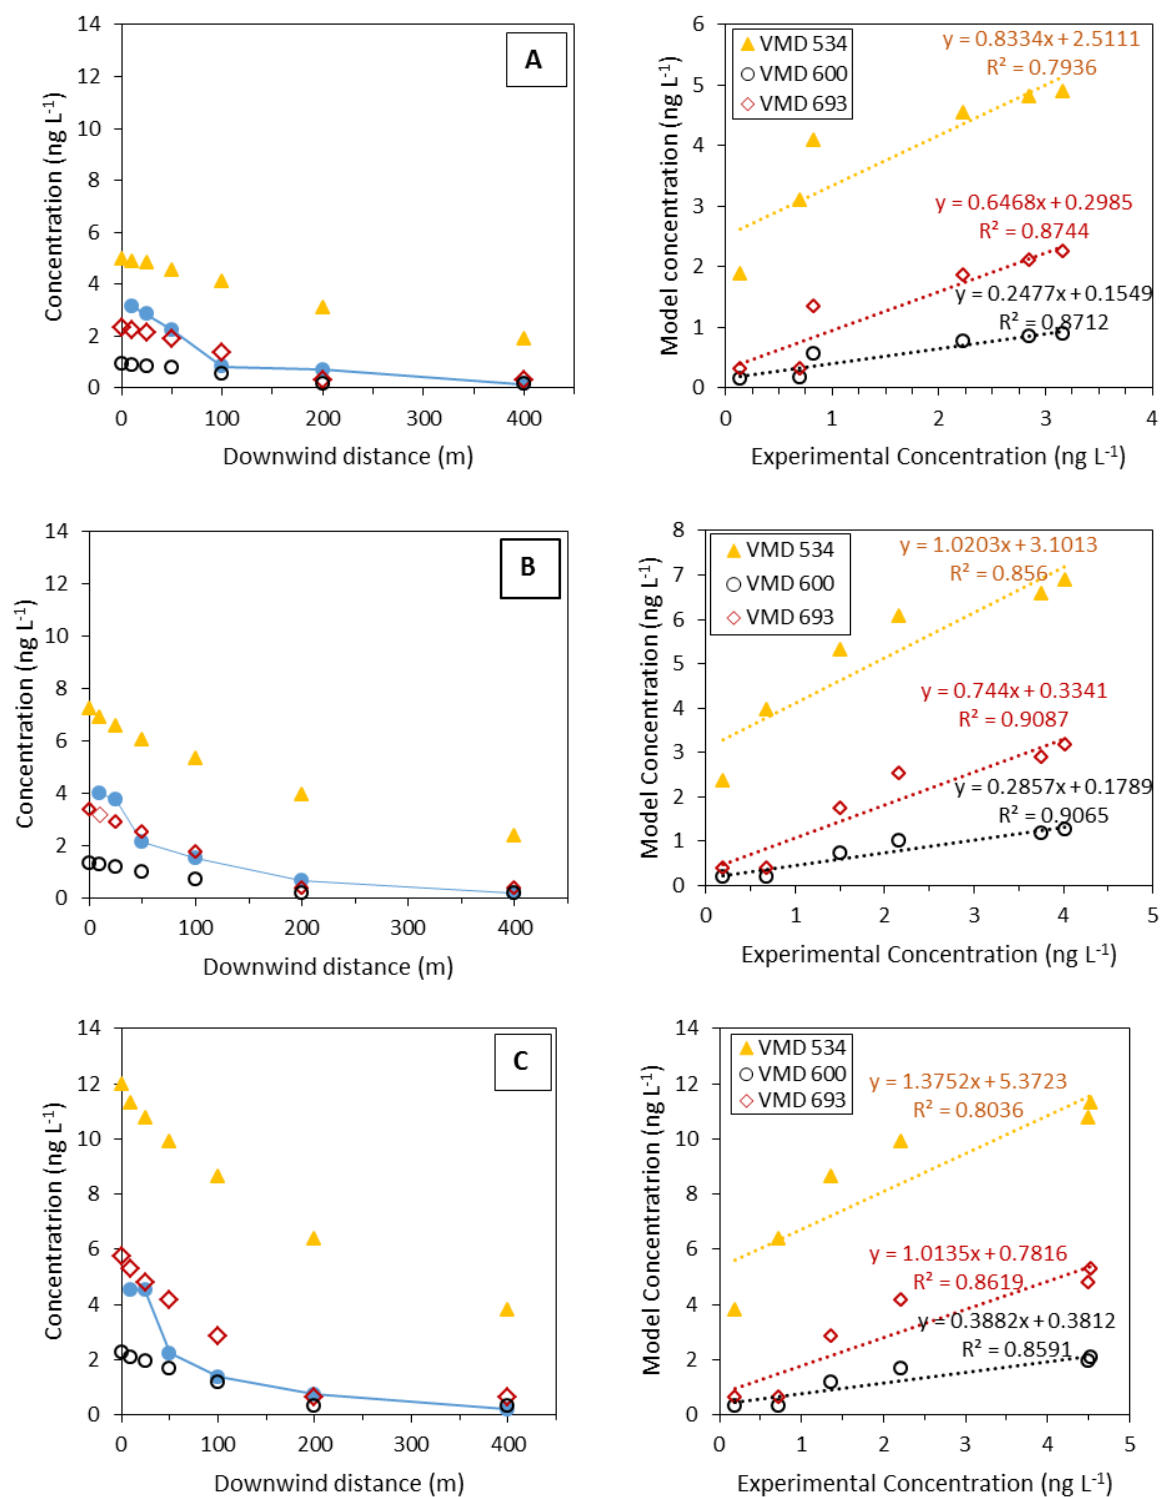 A
14
12
10
8
6
4
2
0
0 100 200 300 400
Concentration (ng L⁻¹)
Downwind distance (m)
VMD 534
VMD 600
VMD 693
y = 0.8334x + 2.5111
R² = 0.7936
y = 0.6468x + 0.2985
R² = 0.8744
y = 0.2477x + 0.1549
R² = 0.8712
6
5
4
3
2
1
0
0 1 2 3 4
Model concentration (ng L⁻¹)
Experimental Concentration (ng L⁻¹)
B
14
12
10
8
6
4
2
0
0 100 200 300 400
Concentration (ng L⁻¹)
Downwind distance (m)
VMD 534
VMD 600
VMD 693
y = 1.0203x + 3.1013
R² = 0.856
y = 0.744x + 0.3341
R² = 0.9087
y = 0.2857x + 0.1789
R² = 0.9065
8
7
6
5
4
3
2
1
0
0 1 2 3 4 5
Model Concentration (ng L⁻¹)
Experimental Concentration (ng L⁻¹)
C
14
12
10
8
6
4
2
0
0 100 200 300 400
Concentratrion (ng L⁻¹)
Downwind distance (m)
VMD 534
VMD 600
VMD 693
y = 1.3752x + 5.3723
R² = 0.8036
y = 1.0135x + 0.7816
R² = 0.8619
y = 0.3882x + 0.3812
R² = 0.8591
14
12
10
8
6
4
2
0
0 1 2 3 4 5
Model Concentratrion (ng L⁻¹)
Experimental Concentration (ng L⁻¹)